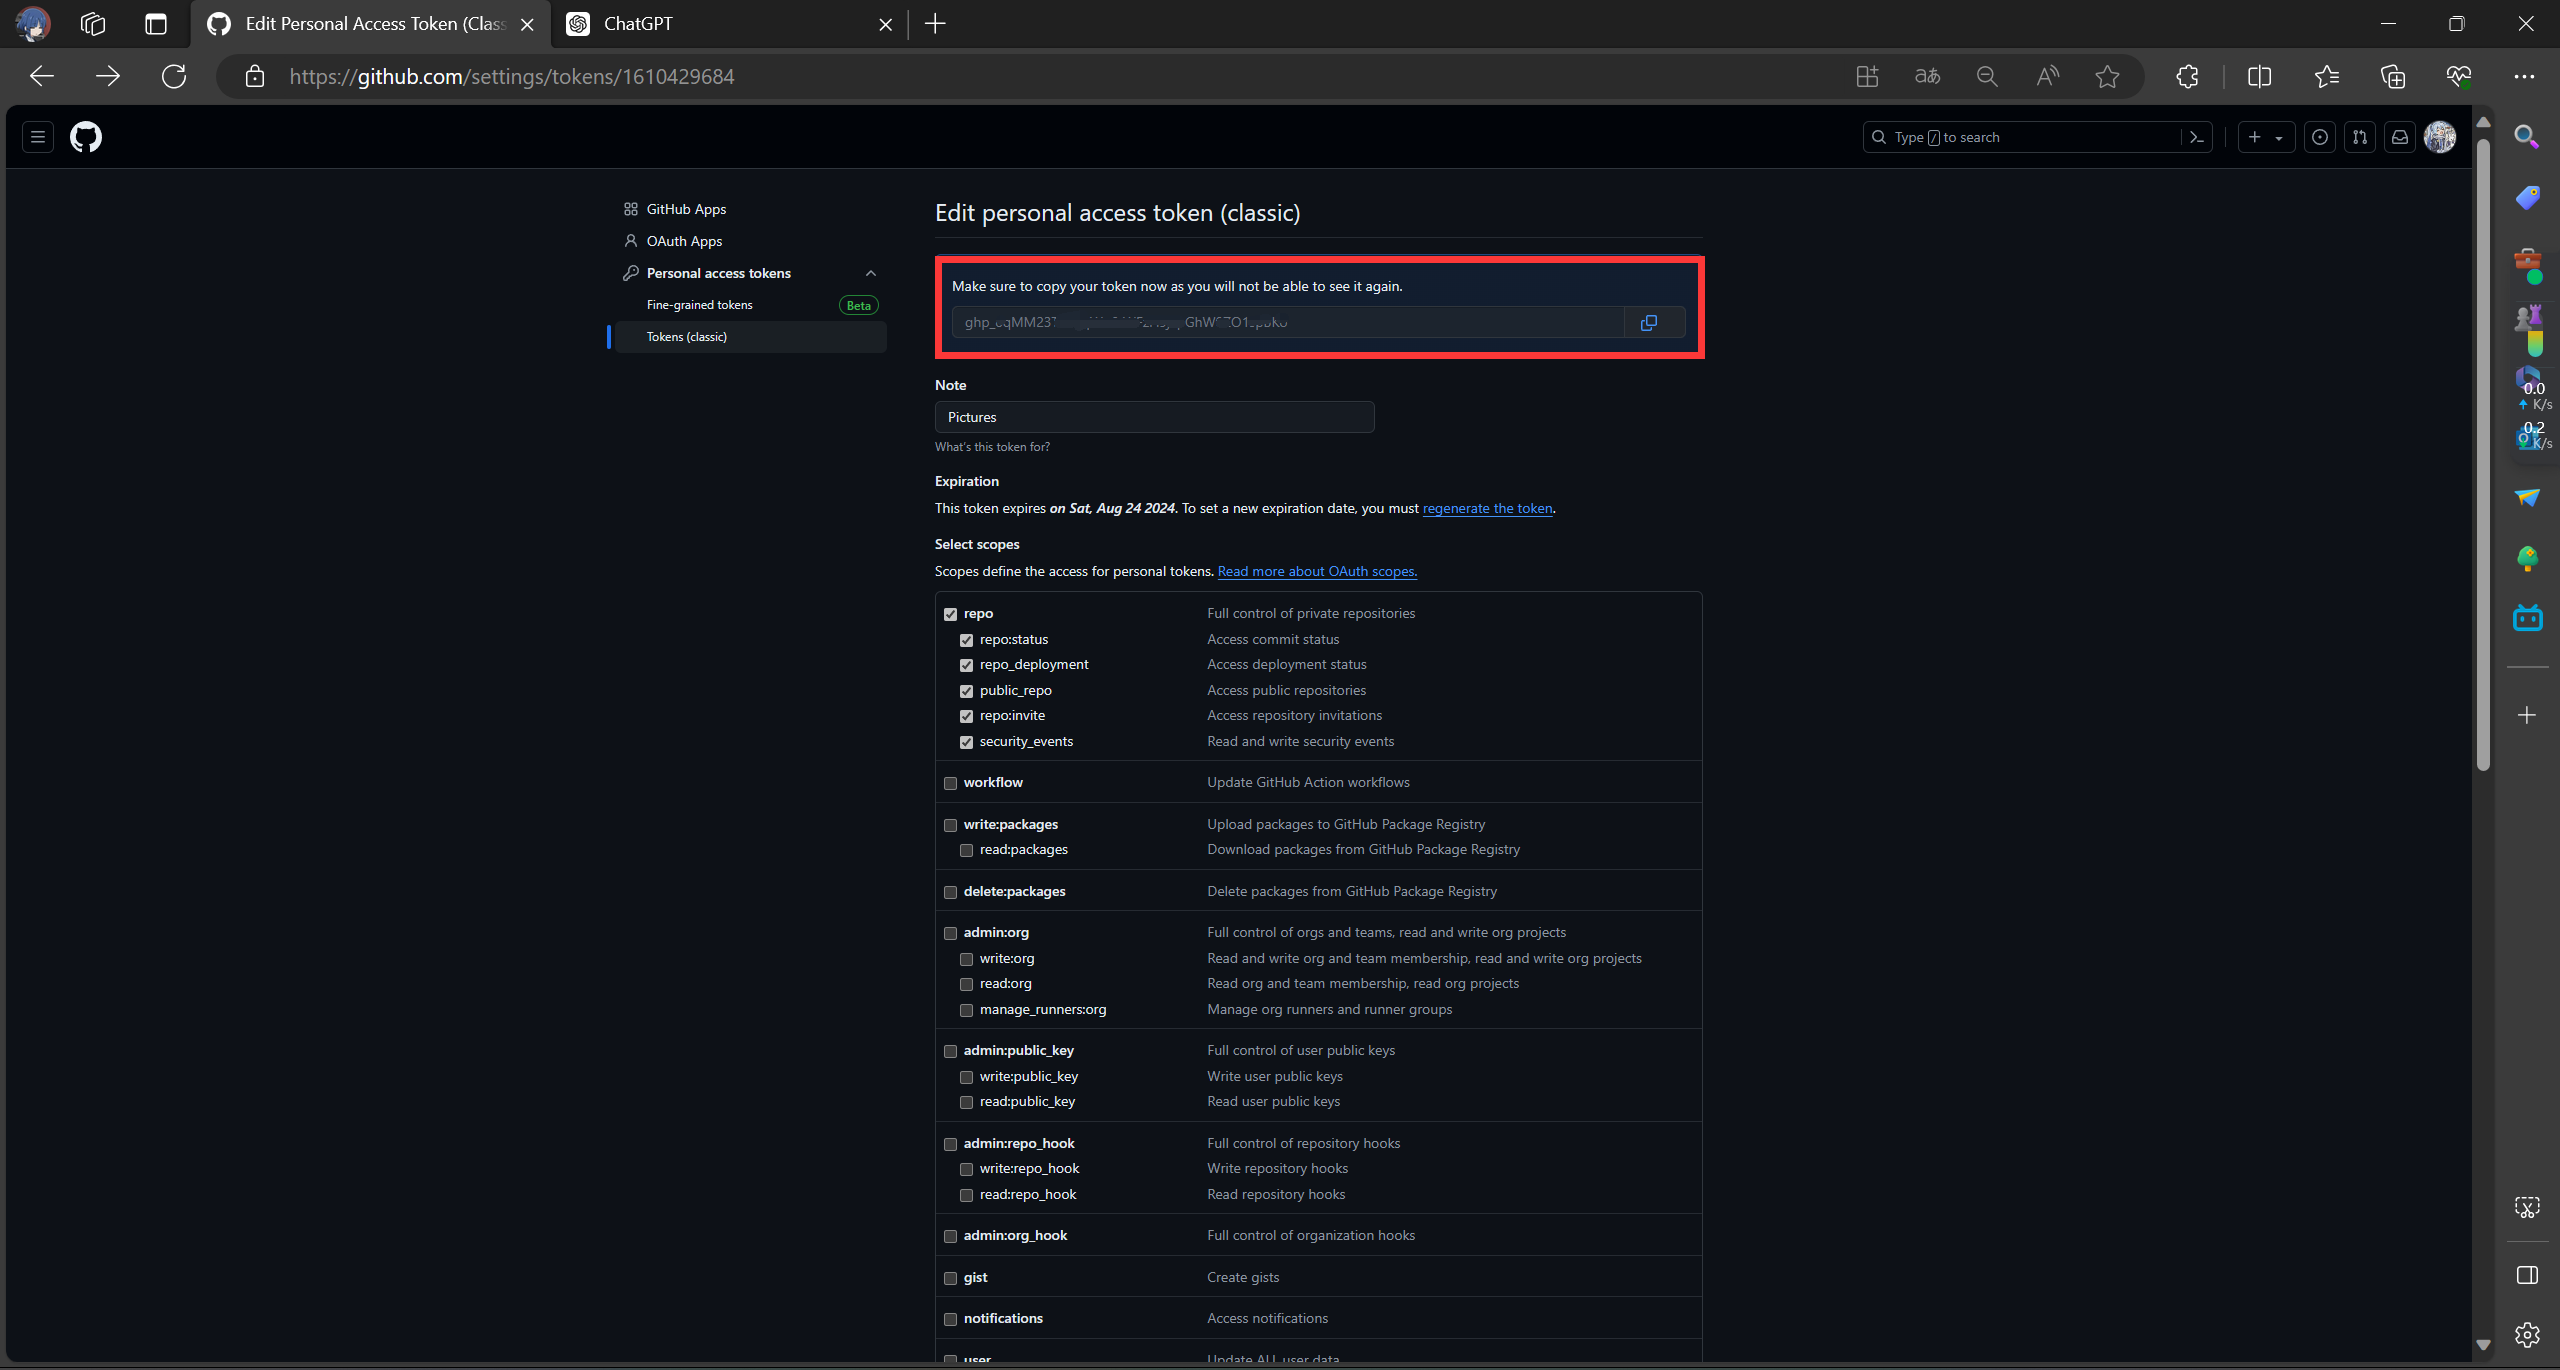 Edit Personal Access Token (Clas
ChatGPT
https://github.com/settings/tokens/1610429684
Type / to search
GitHub Apps
OAuth Apps
Personal access tokens
Fine-grained tokens Beta
Tokens (classic)
Edit personal access token (classic)
Make sure to copy your token now as you will not be able to see it again.
Note
Pictures
What's this token for?
Expiration
This token expires on Sat, Aug 24 2024. To set a new expiration date, you must regenerate the token.
Select scopes
Scopes define the access for personal tokens. Read more about OAuth scopes.
repo Full control of private repositories
repo:status Access commit status
repo_deployment Access deployment status
public_repo Access public repositories
repo:invite Access repository invitations
security_events Read and write security events
workflow Update GitHub Action workflows
write:packages Upload packages to GitHub Package Registry
read:packages Download packages from GitHub Package Registry
delete:packages Delete packages from GitHub Package Registry
admin:org Full control of orgs and teams, read and write org projects
write:org Read and write org and team membership, read and write org projects
read:org Read org and team membership, read org projects
manage_runners:org Manage org runners and runner groups
admin:public_key Full control of user public keys
write:public_key Write user public keys
read:public_key Read user public keys
admin:repo_hook Full control of repository hooks
write:repo_hook Write repository hooks
read:repo_hook Read repository hooks
admin:org_hook Full control of organization hooks
gist Create gists
notifications Access notifications
user Update ALL user data
0.0
K/s
0.2
K/s